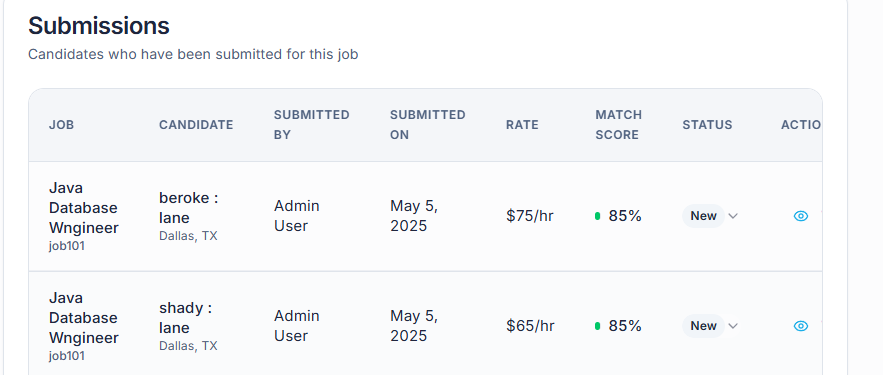 Submissions
Candidates who have been submitted for this job
JOB
CANDIDATE
SUBMITTED
BY
SUBMITTED
ON
RATE
MATCH
SCORE
STATUS
ACTIO
Java
Database
Wngineer
job101
beroke :
lane
Dallas, TX
Admin
User
May 5,
2025
$75/hr
85%
New
Java
Database
Wngineer
job101
shady :
lane
Dallas, TX
Admin
User
May 5,
2025
$65/hr
85%
New